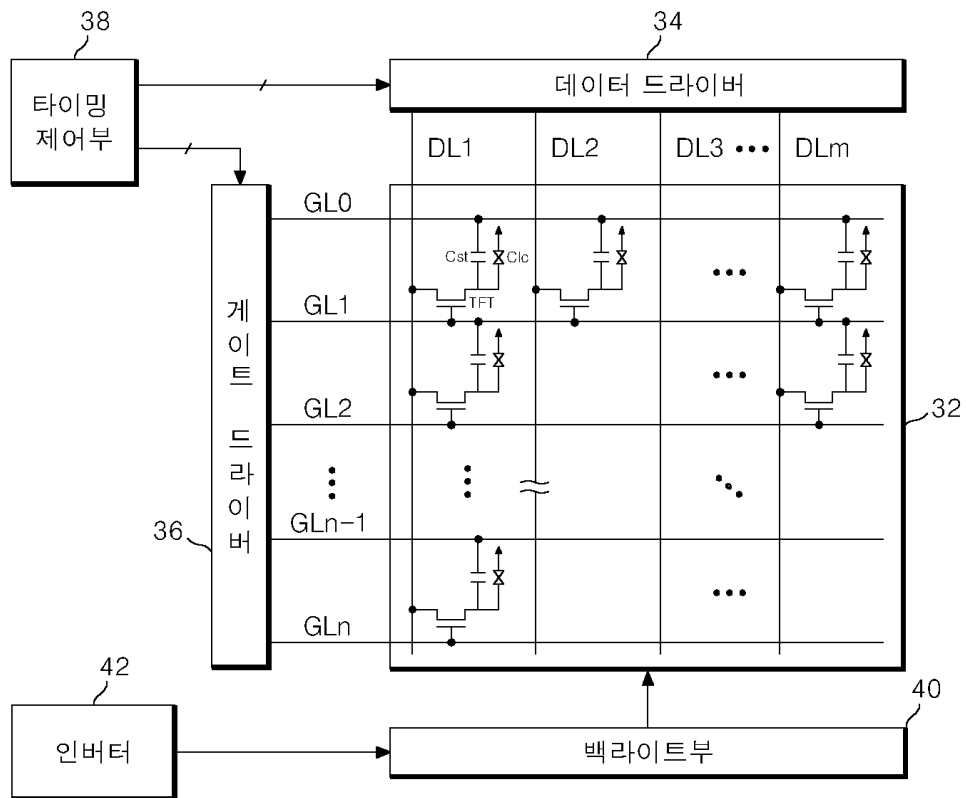 38
34
타이밍
제어부
데이터 드라이버
DL1
DL2
DL3
DLm
GL0
Cst
Clc
TFT
GL1
게이트 드라이버
GL2
32
GLn-1
36
GLn
42
40
인버터
백라이트부